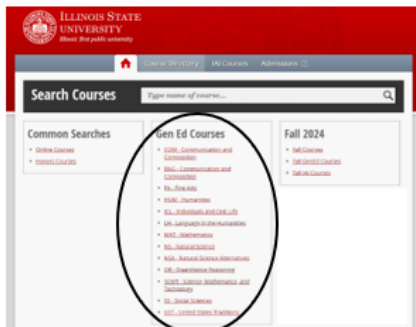 ILLINOIS STATE
UNIVERSITY
Illinois' first public university
Course Directory IAI Courses Admissions
Search Courses
Type name of course...
Common Searches
Online Courses
Honors Courses
Gen Ed Courses
COM - Communication and
Composition
ENG - Communication and
Composition
FA - Fine Arts
HUM - Humanities
ICL - Individuals and Civic Life
LH - Language in the Humanities
MAT - Mathematics
NS - Natural Science
NSA - Natural Science Alternatives
QR - Quantitative Reasoning
SMT - Science, Mathematics, and
Technology
SS - Social Sciences
UST - United States Traditions
Fall 2024
Fall Courses
Fall GenEd Courses
Fall IAI Courses